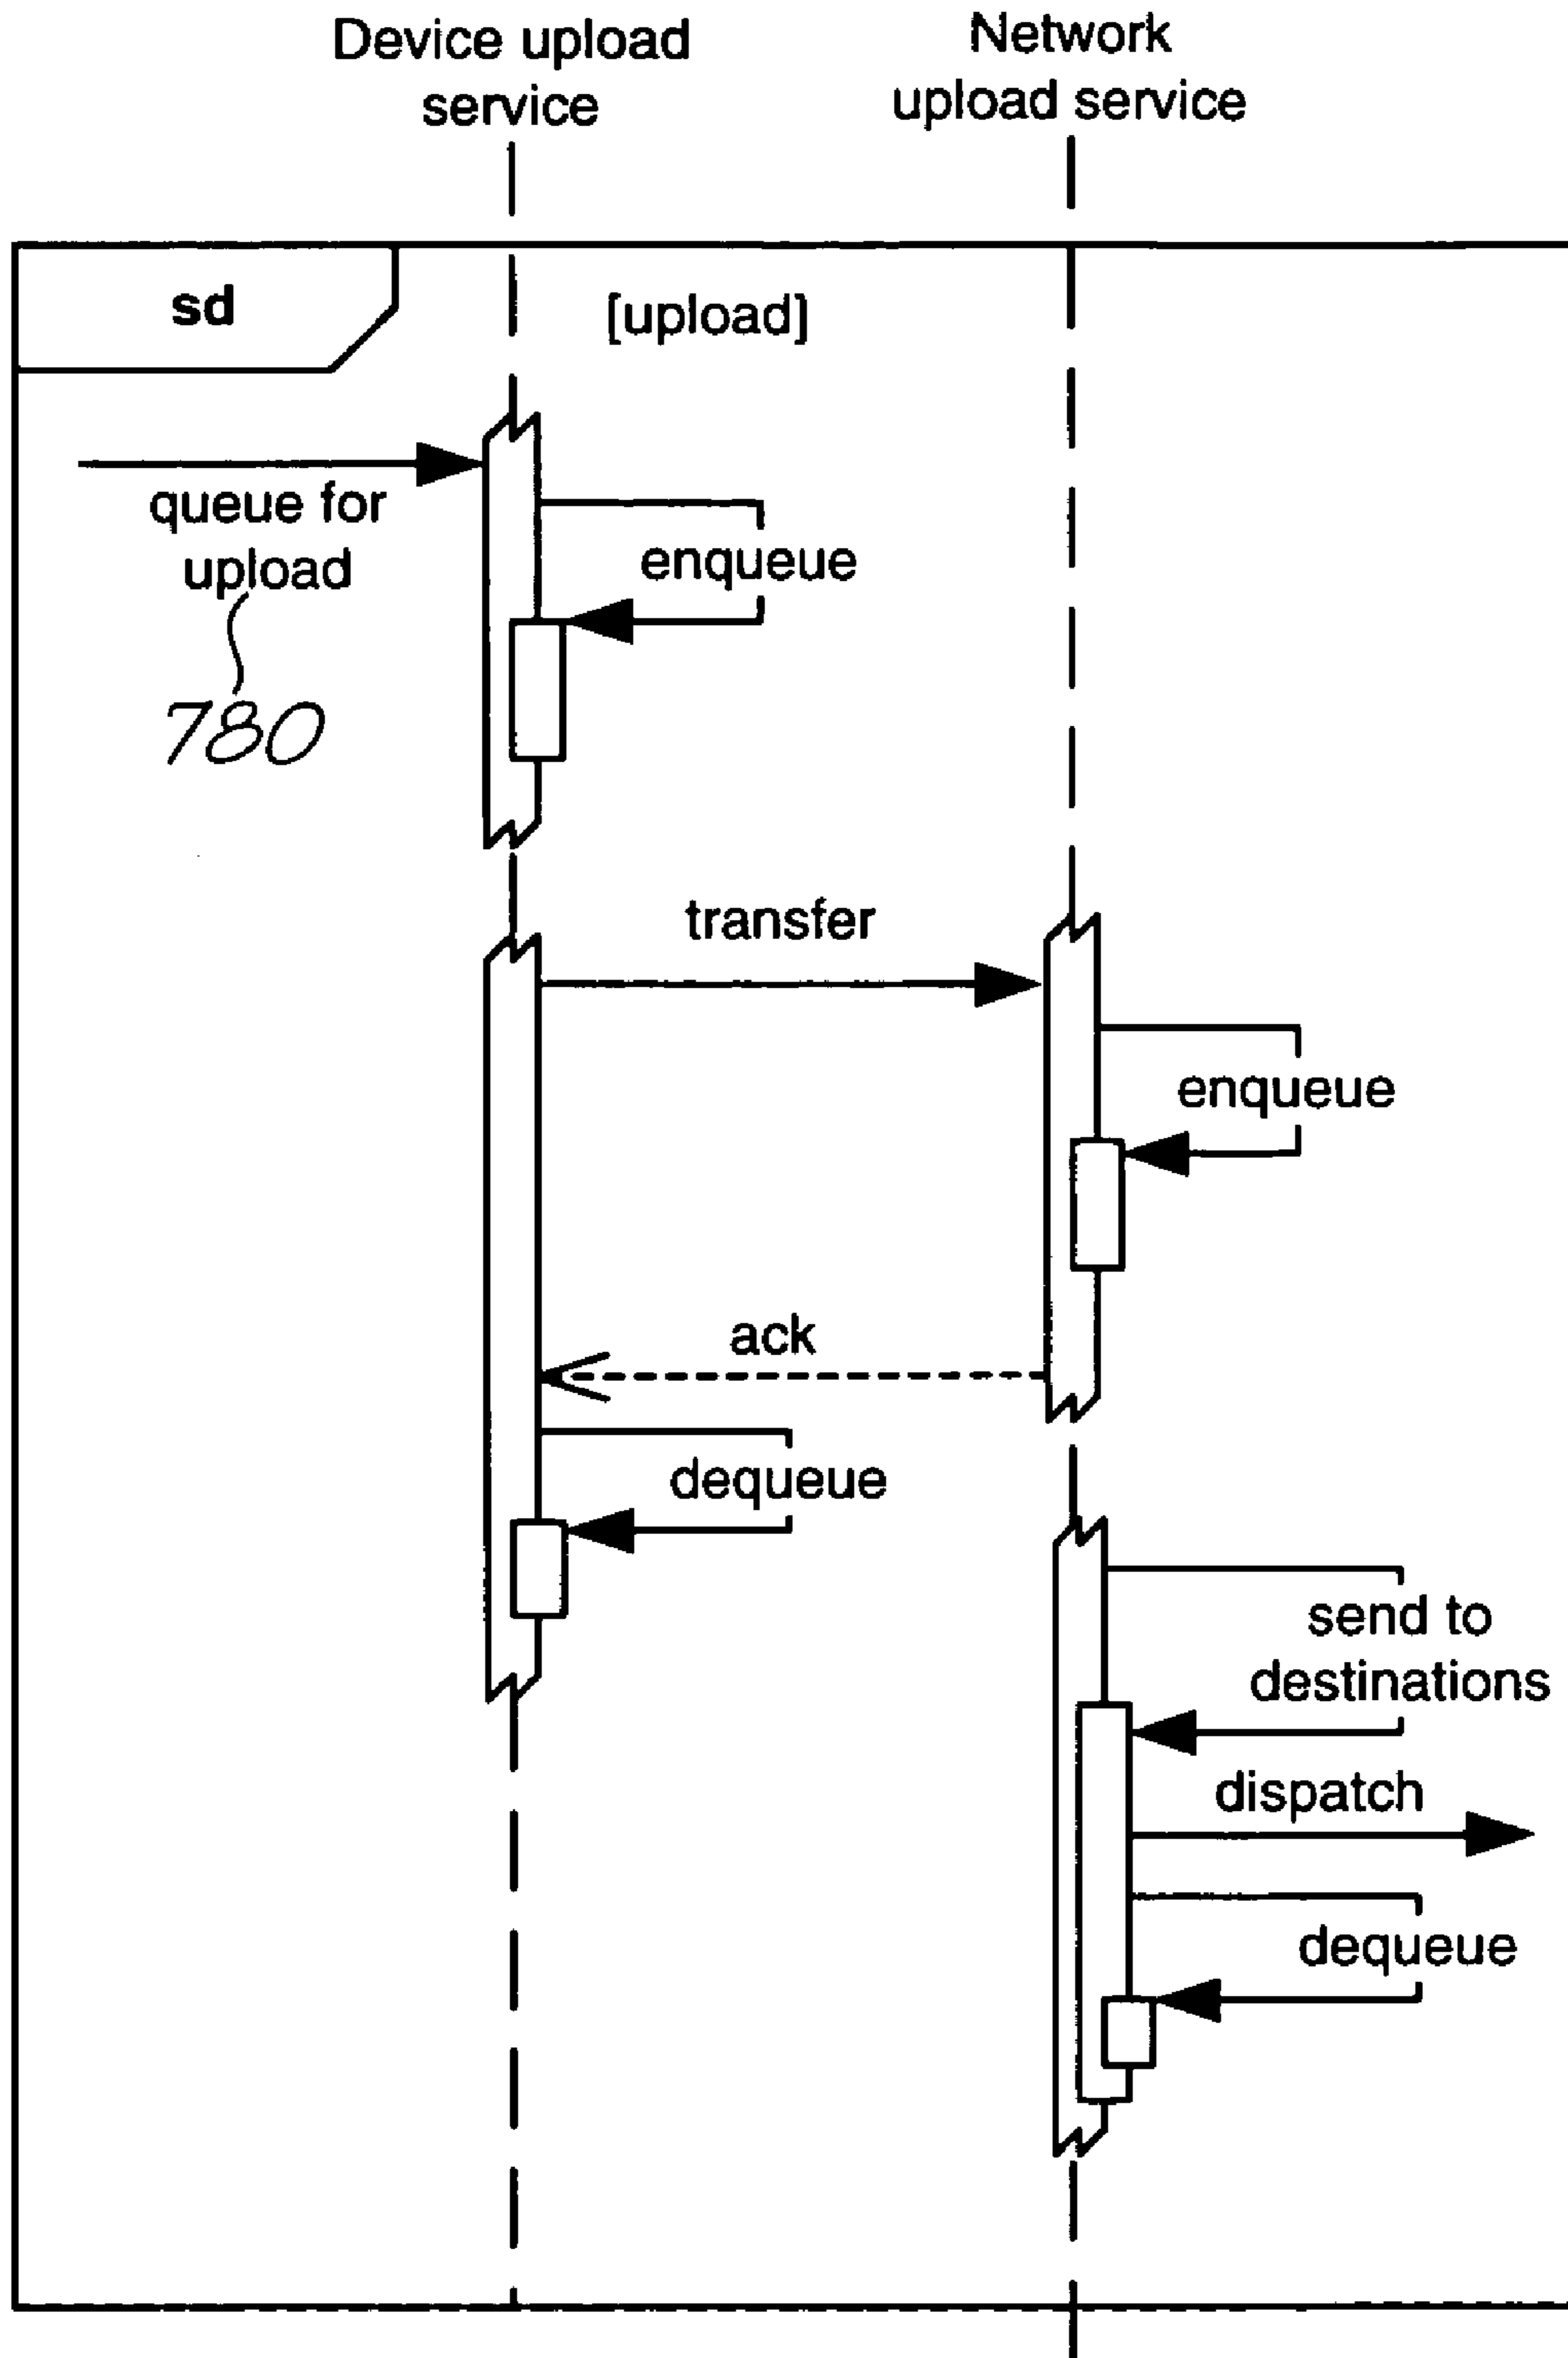 Device upload
service
Network
upload service
sd
[upload]
queue for
upload
enqueue
780
transfer
enqueue
ack
dequeue
send to
destinations
dispatch
dequeue